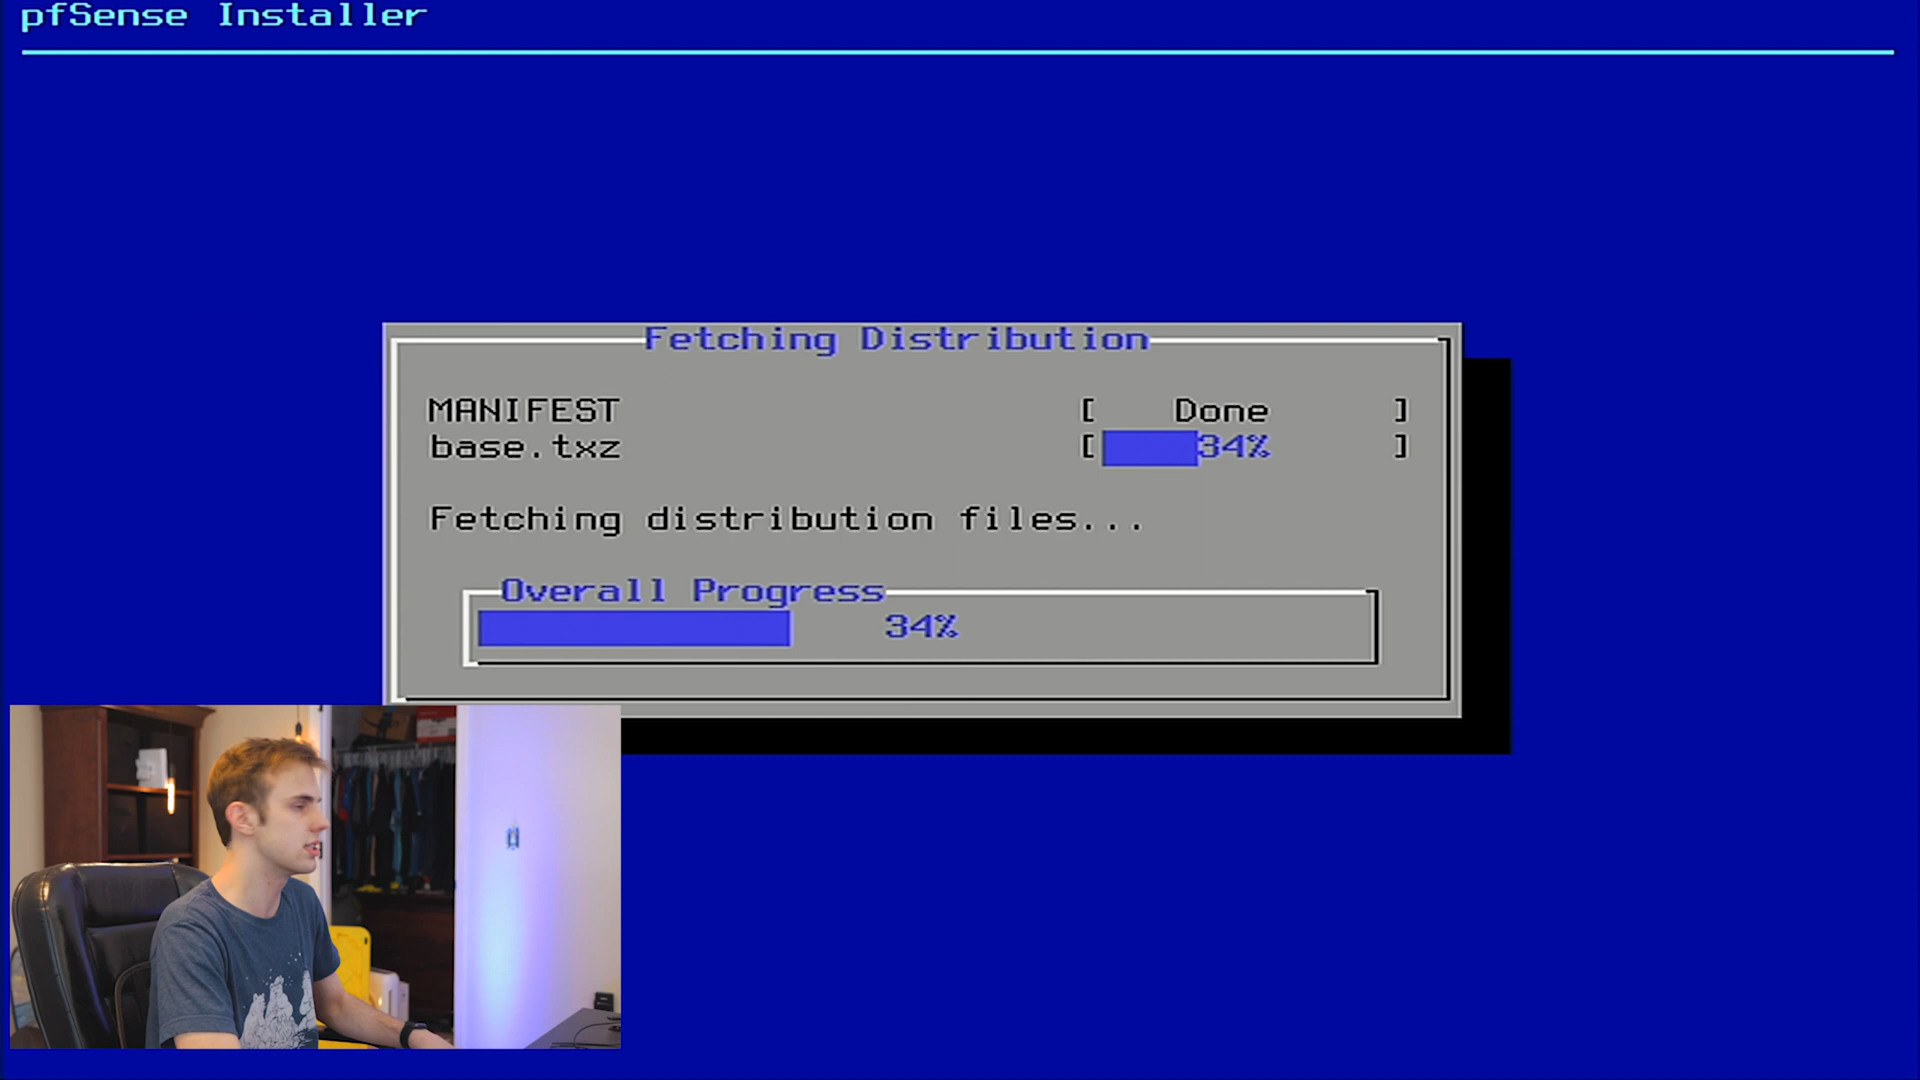 pfSense Installer
Fetching Distribution
MANIFEST [ Done ]
base.txz [ 34% ]
Fetching distribution files...
Overall Progress
34%